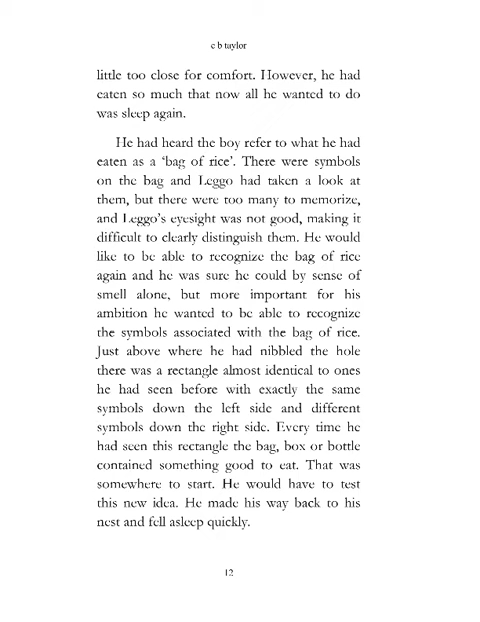 c b taylor
little too close for comfort. However, he had
eaten so much that now all he wanted to do
was sleep again.
He had heard the boy refer to what he had
eaten as a ‘bag of rice’. There were symbols
on the bag and Leggo had taken a look at
them, but there were too many to memorize,
and Leggo’s eyesight was not good, making it
difficult to clearly distinguish them. He would
like to be able to recognize the bag of rice
again and he was sure he could by sense of
smell alone, but more important for his
ambition he wanted to be able to recognize
the symbols associated with the bag of rice.
Just above where he had nibbled the hole
there was a rectangle almost identical to ones
he had seen before with exactly the same
symbols down the left side and different
symbols down the right side. Every time he
had seen this rectangle the bag, box or bottle
contained something good to eat. That was
somewhere to start. He would have to test
this new idea. He made his way back to his
nest and fell asleep quickly.
12